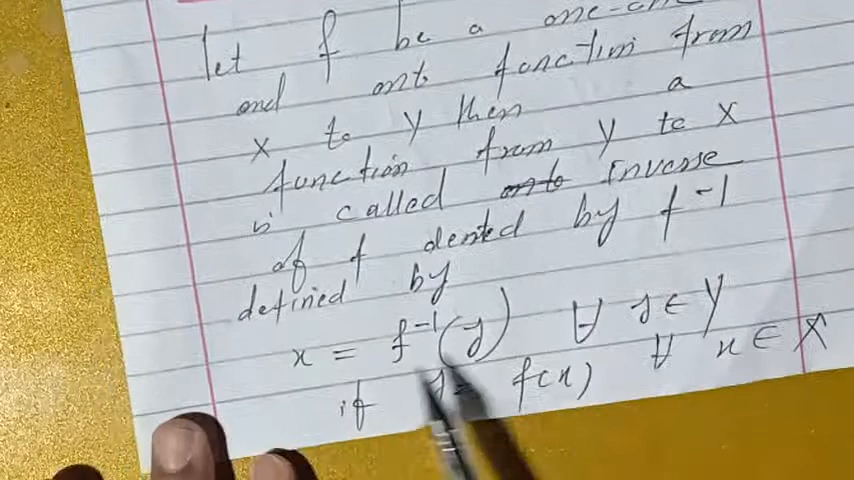 let f be a one-one
and onto function from
X to Y then a
function from Y to X
is called onto inverse
of f denoted by f⁻¹
defined by
x = f⁻¹(y) ∀ y ∈ Y
if y = f(x) ∀ x ∈ X